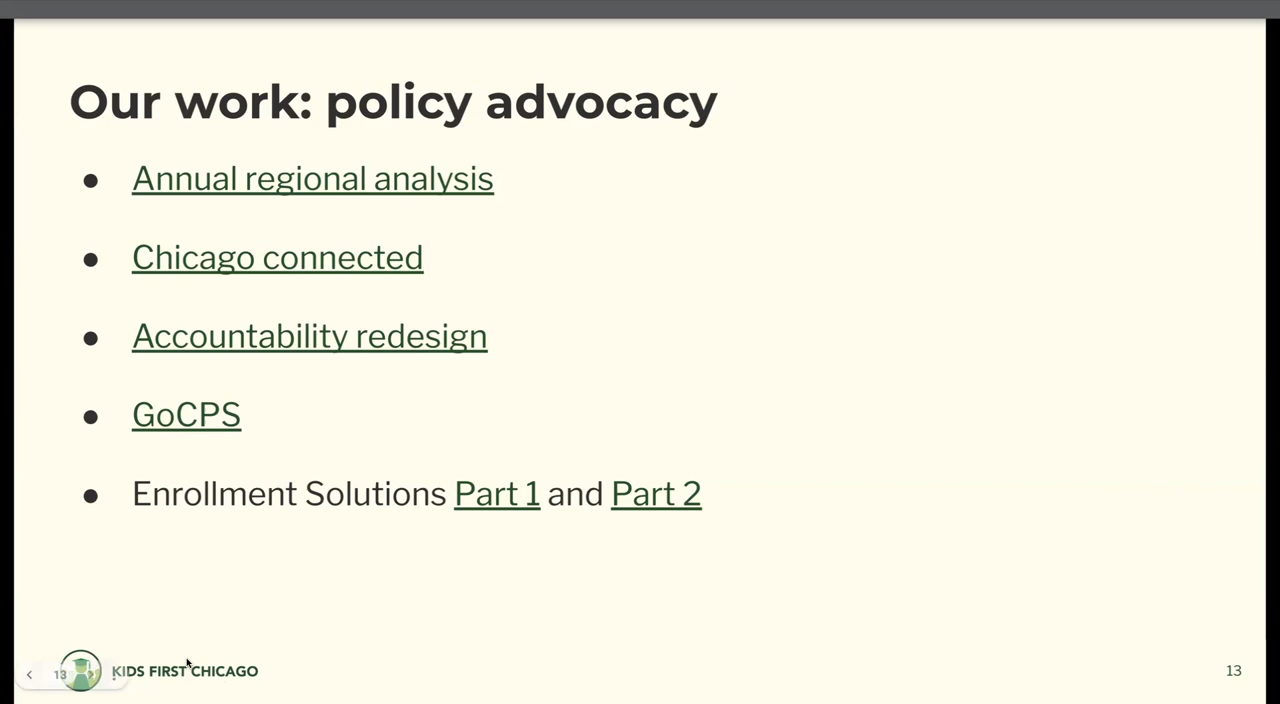 Our work: policy advocacy
● Annual regional analysis
● Chicago connected
● Accountability redesign
● GoCPS
● Enrollment Solutions Part 1 and Part 2
13
KIDS FIRST CHICAGO
13